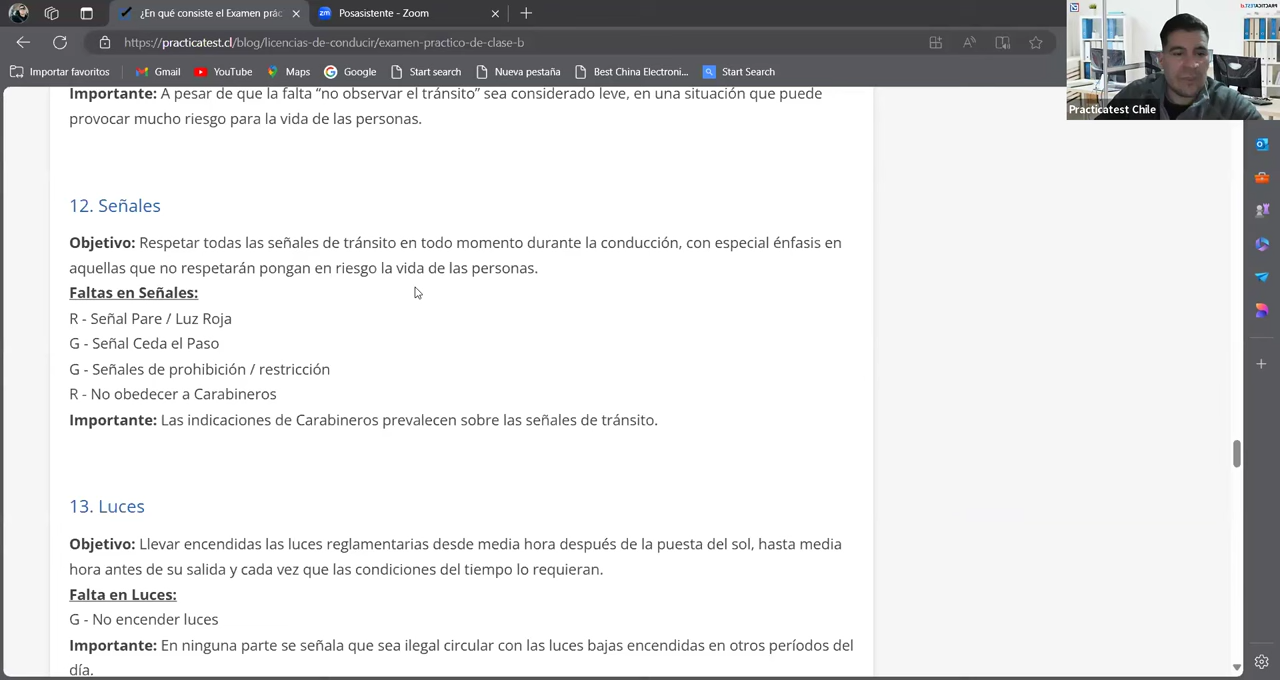 ¿En qué consiste el Examen prác
Posasistente - Zoom
https://practicatest.cl/blog/licencias-de-conducir/examen-practico-de-clase-b
Importar favoritos
Gmail
YouTube
Maps
Google
Start search
Nueva pestaña
Best China Electroni...
Start Search
Practicatest Chile
Importante: A pesar de que la falta “no observar el tránsito” sea considerado leve, en una situación que puede
provocar mucho riesgo para la vida de las personas.
12. Señales
Objetivo: Respetar todas las señales de tránsito en todo momento durante la conducción, con especial énfasis en
aquellas que no respetarán pongan en riesgo la vida de las personas.
Faltas en Señales:
R - Señal Pare / Luz Roja
G - Señal Ceda el Paso
G - Señales de prohibición / restricción
R - No obedecer a Carabineros
Importante: Las indicaciones de Carabineros prevalecen sobre las señales de tránsito.
13. Luces
Objetivo: Llevar encendidas las luces reglamentarias desde media hora después de la puesta del sol, hasta media
hora antes de su salida y cada vez que las condiciones del tiempo lo requieran.
Falta en Luces:
G - No encender luces
Importante: En ninguna parte se señala que sea ilegal circular con las luces bajas encendidas en otros períodos del
día.